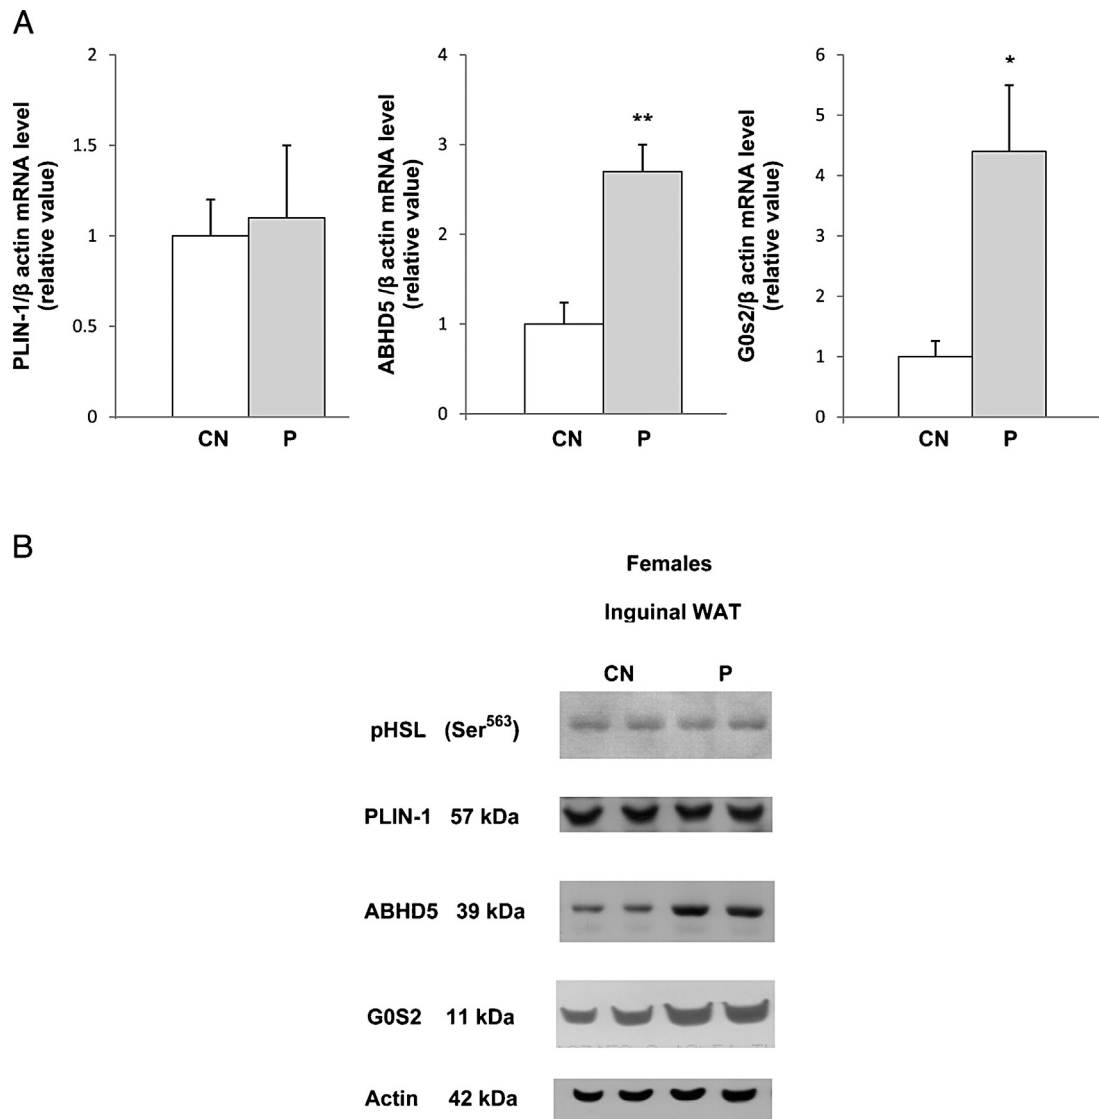 A
PLIN-1/β actin mRNA level
(relative value)
2
1.5
1
0.5
0
CN P
ABHD5 /β actin mRNA level
(relative value)
4
3
2
1
0
**
CN P
G0s2/β actin mRNA level
(relative value)
6
5
4
3
2
1
0
*
CN P
B
Females
Inguinal WAT
CN P
pHSL (Ser563)
PLIN-1 57 kDa
ABHD5 39 kDa
G0S2 11 kDa
Actin 42 kDa